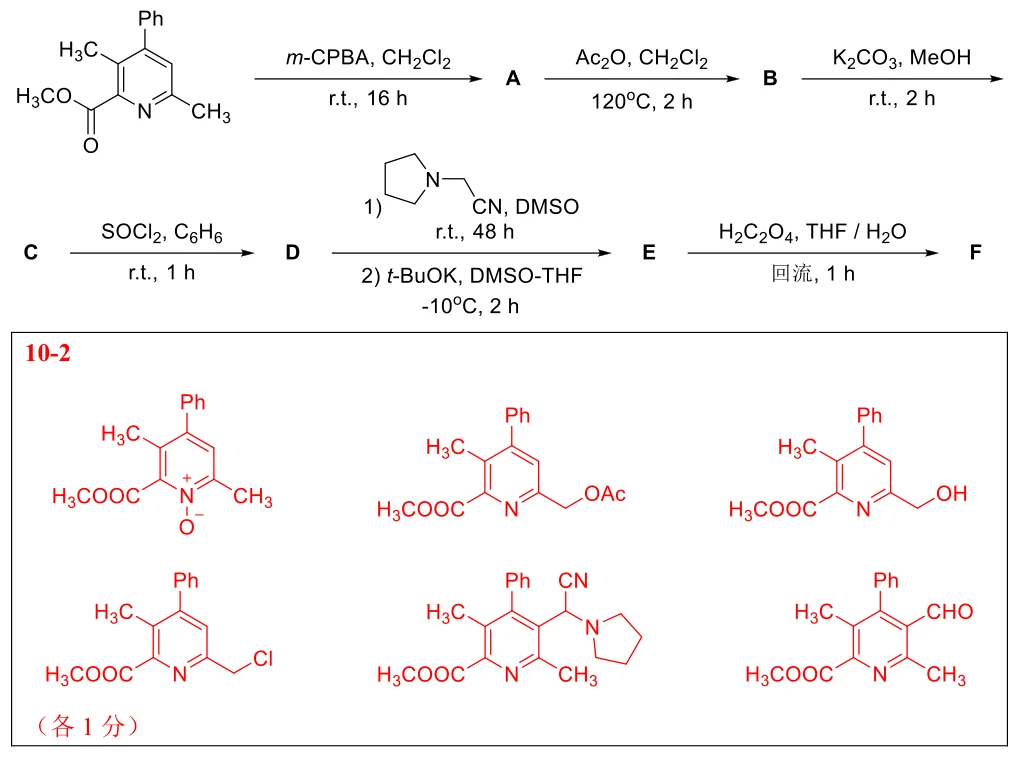 Ph
H₃C
H₃CO
O
N
CH₃
m-CPBA, CH₂Cl₂
r.t., 16 h
A
Ac₂O, CH₂Cl₂
120°C, 2 h
B
K₂CO₃, MeOH
r.t., 2 h
C
SOCl₂, C₆H₆
r.t., 1 h
D
N
1) CN, DMSO
r.t., 48 h
2) t-BuOK, DMSO-THF
-10°C, 2 h
E
H₂C₂O₄, THF / H₂O
回流, 1 h
F
10-2
Ph
H₃C
H₃COOC
N
+
O
−
CH₃
Ph
H₃C
H₃COOC
N
OAc
Ph
H₃C
H₃COOC
N
OH
Ph
H₃C
H₃COOC
N
Cl
Ph
CN
H₃C
N
H₃COOC
N
CH₃
Ph
H₃C
CHO
H₃COOC
N
CH₃
（各 1 分）